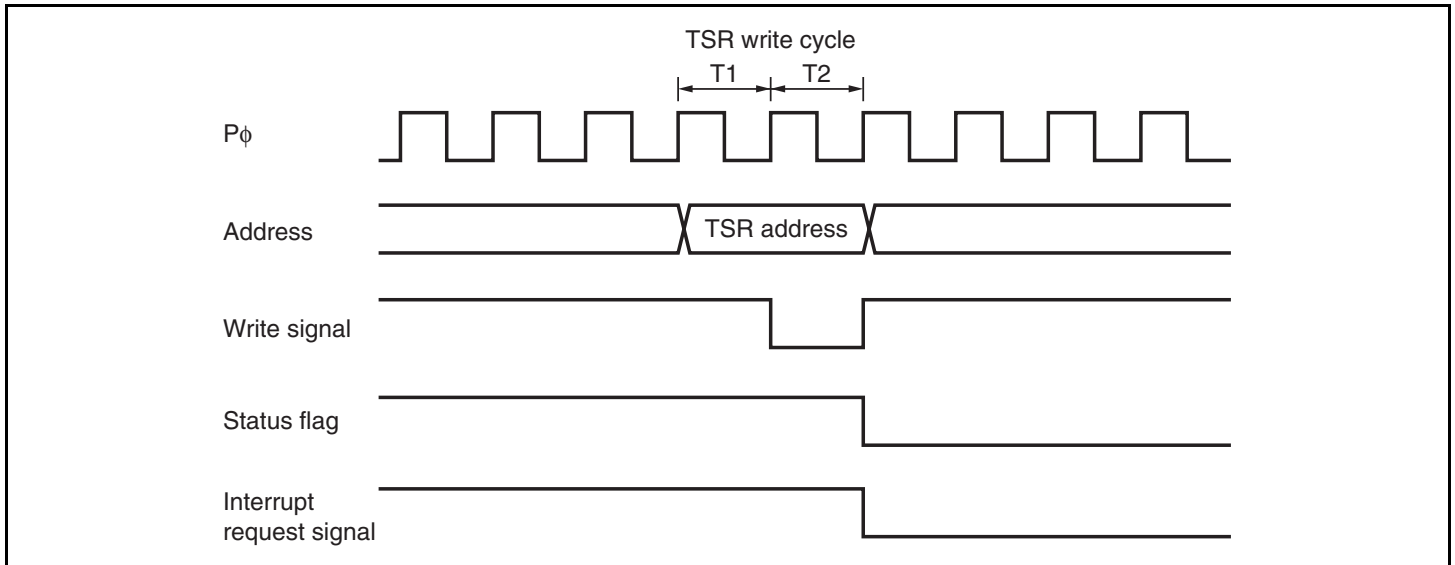 TSR write cycle
T1 T2
Pϕ
Address
TSR address
Write signal
Status flag
Interrupt
request signal